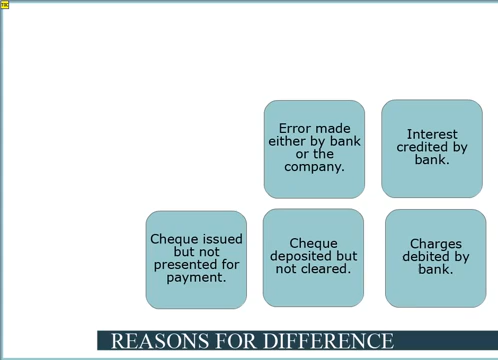 Error made
either by bank
or the
company.
Interest
credited by
bank.
Cheque issued
but not
presented for
payment.
Cheque
deposited but
not cleared.
Charges
debited by
bank.
REASONS FOR DIFFERENCE